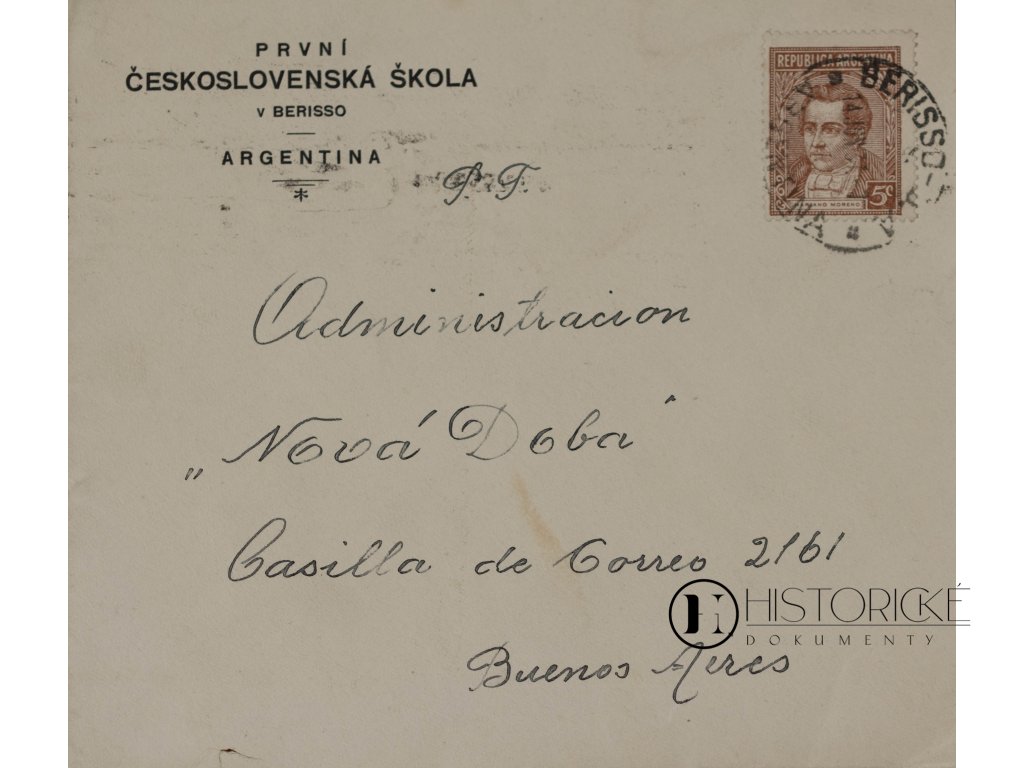 PRVNÍ
ČESKOSLOVENSKÁ ŠKOLA
V BERISSO
ARGENTINA
P. T.
REPUBLICA ARGENTINA
MORENO
5c
BERISSO
Administracion
„Nová Doba“
Casilla de Correo 2161
Buenos Aires
HISTORICKÉ
DOKUMENTY